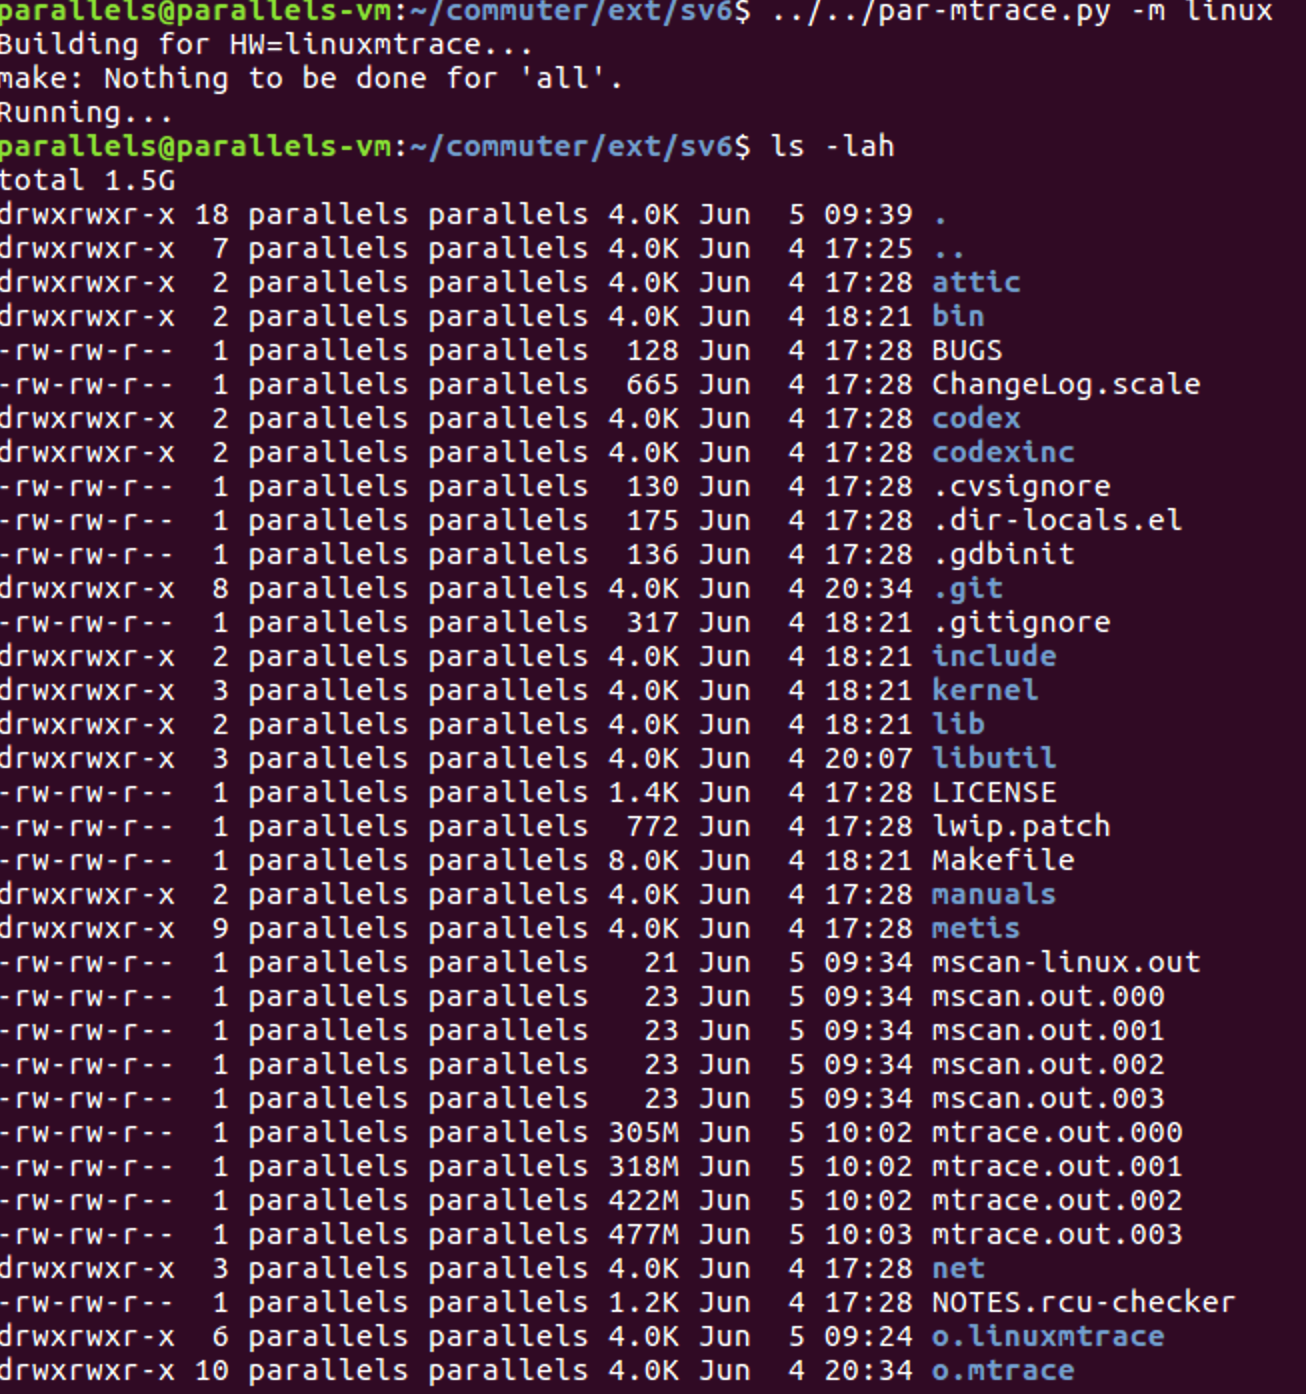 parallels@parallels-vm:~/commuter/ext/sv6$ ../../par-mtrace.py -m linux
Building for HW=linuxmtrace...
make: Nothing to be done for 'all'.
Running...
parallels@parallels-vm:~/commuter/ext/sv6$ ls -lah
total 1.5G
drwxrwxr-x 18 parallels parallels 4.0K Jun  5 09:39 .
drwxrwxr-x  7 parallels parallels 4.0K Jun  4 17:25 ..
drwxrwxr-x  2 parallels parallels 4.0K Jun  4 17:28 attic
drwxrwxr-x  2 parallels parallels 4.0K Jun  4 18:21 bin
-rw-rw-r--  1 parallels parallels  128 Jun  4 17:28 BUGS
-rw-rw-r--  1 parallels parallels  665 Jun  4 17:28 ChangeLog.scale
drwxrwxr-x  2 parallels parallels 4.0K Jun  4 17:28 codex
drwxrwxr-x  2 parallels parallels 4.0K Jun  4 17:28 codexinc
-rw-rw-r--  1 parallels parallels  130 Jun  4 17:28 .cvsignore
-rw-rw-r--  1 parallels parallels  175 Jun  4 17:28 .dir-locals.el
-rw-rw-r--  1 parallels parallels  136 Jun  4 17:28 .gdbinit
drwxrwxr-x  8 parallels parallels 4.0K Jun  4 20:34 .git
-rw-rw-r--  1 parallels parallels  317 Jun  4 18:21 .gitignore
drwxrwxr-x  2 parallels parallels 4.0K Jun  4 18:21 include
drwxrwxr-x  3 parallels parallels 4.0K Jun  4 18:21 kernel
drwxrwxr-x  2 parallels parallels 4.0K Jun  4 18:21 lib
drwxrwxr-x  3 parallels parallels 4.0K Jun  4 20:07 libutil
-rw-rw-r--  1 parallels parallels 1.4K Jun  4 17:28 LICENSE
-rw-rw-r--  1 parallels parallels  772 Jun  4 17:28 lwip.patch
-rw-rw-r--  1 parallels parallels 8.0K Jun  4 18:21 Makefile
drwxrwxr-x  2 parallels parallels 4.0K Jun  4 17:28 manuals
drwxrwxr-x  9 parallels parallels 4.0K Jun  4 17:28 metis
-rw-rw-r--  1 parallels parallels   21 Jun  5 09:34 mscan-linux.out
-rw-rw-r--  1 parallels parallels   23 Jun  5 09:34 mscan.out.000
-rw-rw-r--  1 parallels parallels   23 Jun  5 09:34 mscan.out.001
-rw-rw-r--  1 parallels parallels   23 Jun  5 09:34 mscan.out.002
-rw-rw-r--  1 parallels parallels   23 Jun  5 09:34 mscan.out.003
-rw-rw-r--  1 parallels parallels 305M Jun  5 10:02 mtrace.out.000
-rw-rw-r--  1 parallels parallels 318M Jun  5 10:02 mtrace.out.001
-rw-rw-r--  1 parallels parallels 422M Jun  5 10:02 mtrace.out.002
-rw-rw-r--  1 parallels parallels 477M Jun  5 10:03 mtrace.out.003
drwxrwxr-x  3 parallels parallels 4.0K Jun  4 17:28 net
-rw-rw-r--  1 parallels parallels 1.2K Jun  4 17:28 NOTES.rcu-checker
drwxrwxr-x  6 parallels parallels 4.0K Jun  5 09:24 o.linuxmtrace
drwxrwxr-x 10 parallels parallels 4.0K Jun  4 20:34 o.mtrace